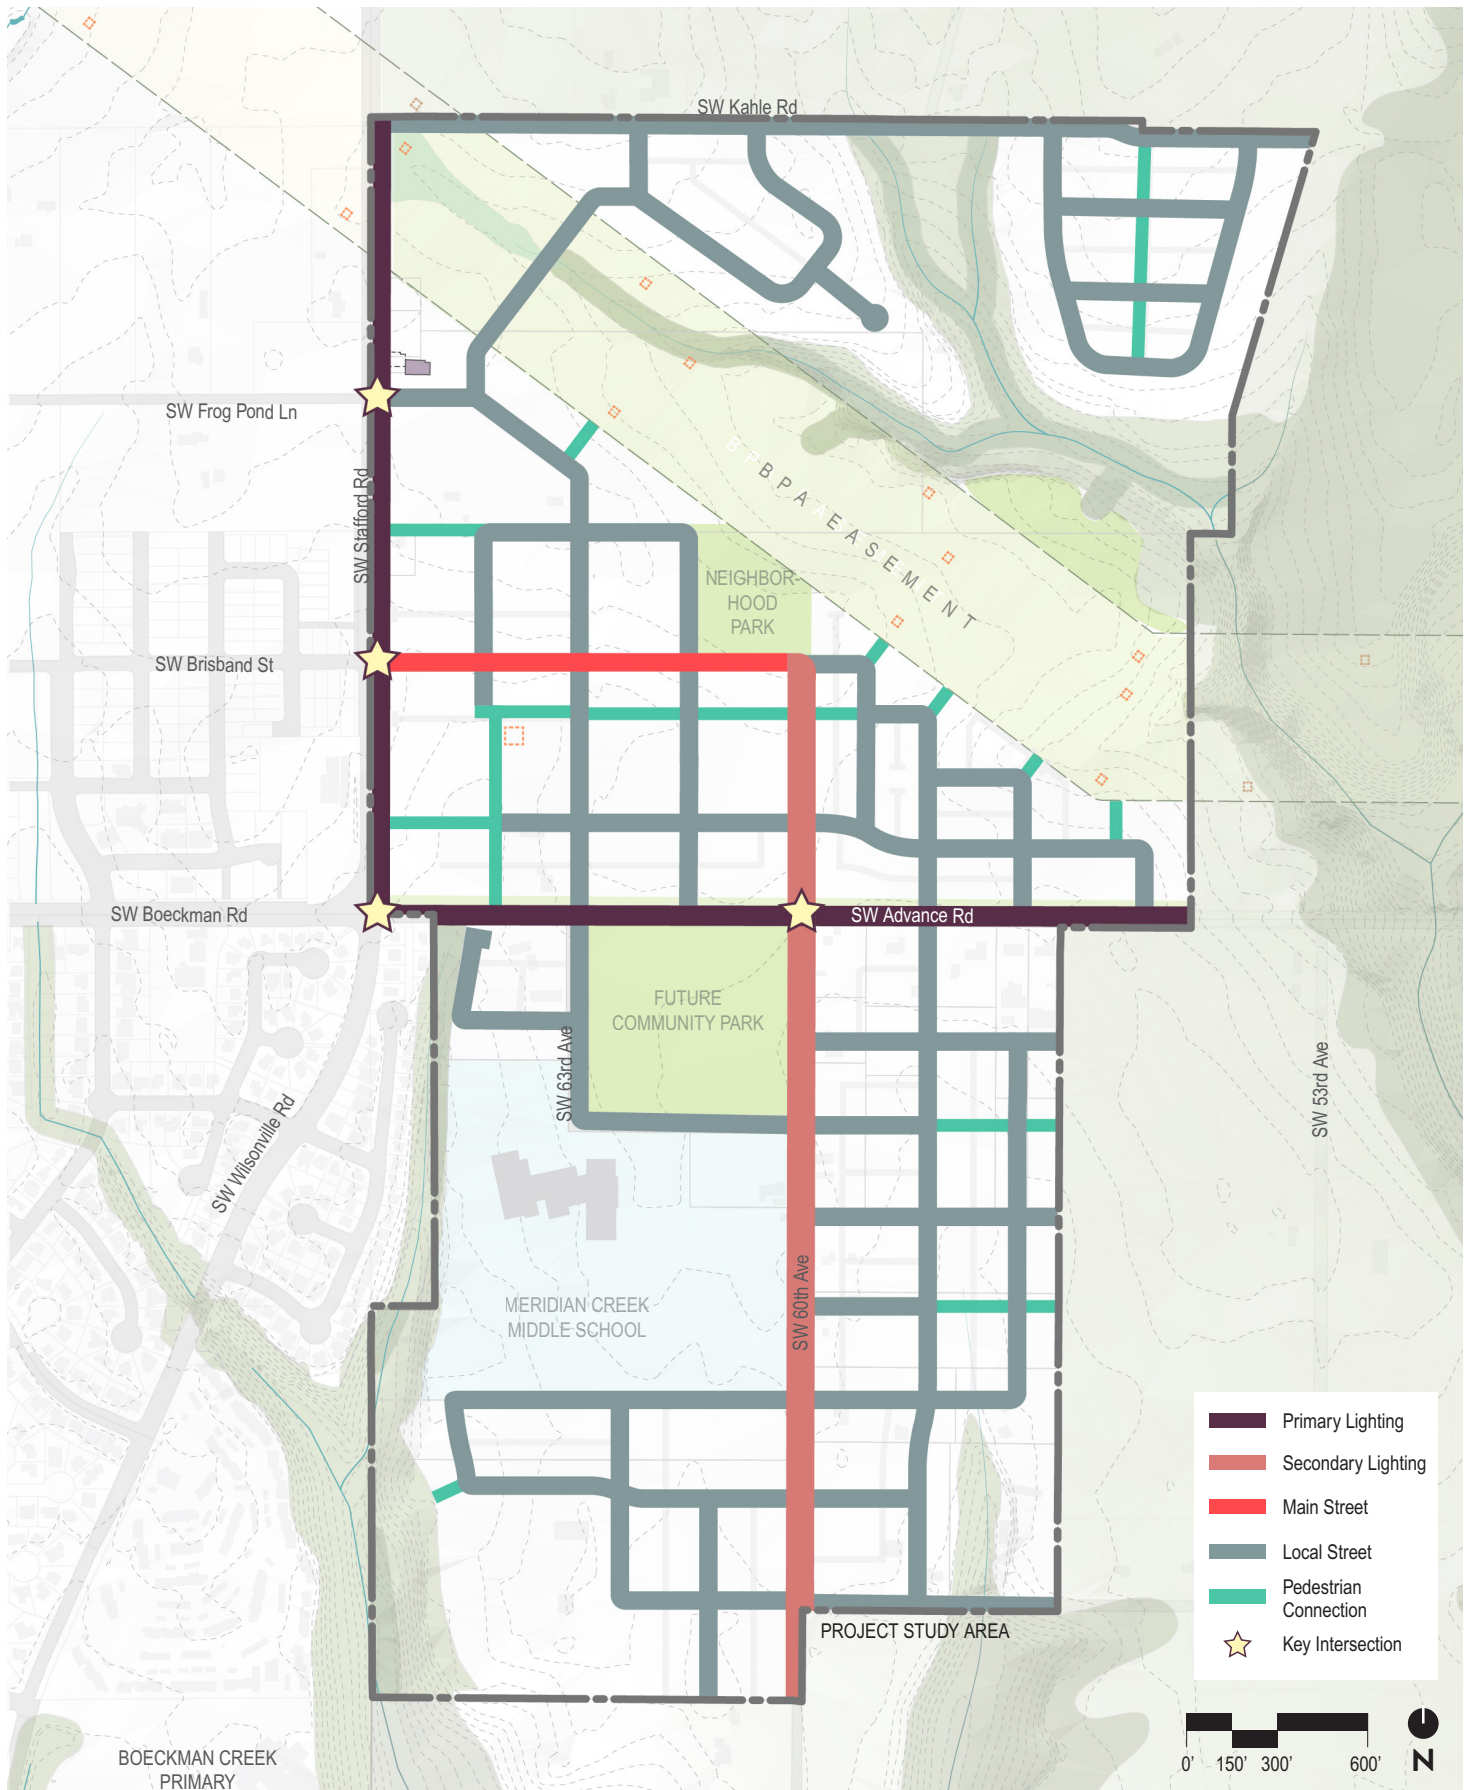 SW Kahle Rd
SW Frog Pond Ln
SW Stafford Rd
BPA EASEMENT
NEIGHBOR-
HOOD
PARK
SW Brisband St
SW Boeckman Rd
SW Advance Rd
FUTURE
COMMUNITY PARK
SW 63rd Ave
SW 53rd Ave
SW Wilsonville Rd
SW 60th Ave
MERIDIAN CREEK
MIDDLE SCHOOL
PROJECT STUDY AREA
BOECKMAN CREEK
PRIMARY
Primary Lighting
Secondary Lighting
Main Street
Local Street
Pedestrian
Connection
Key Intersection
0' 150' 300' 600'
N